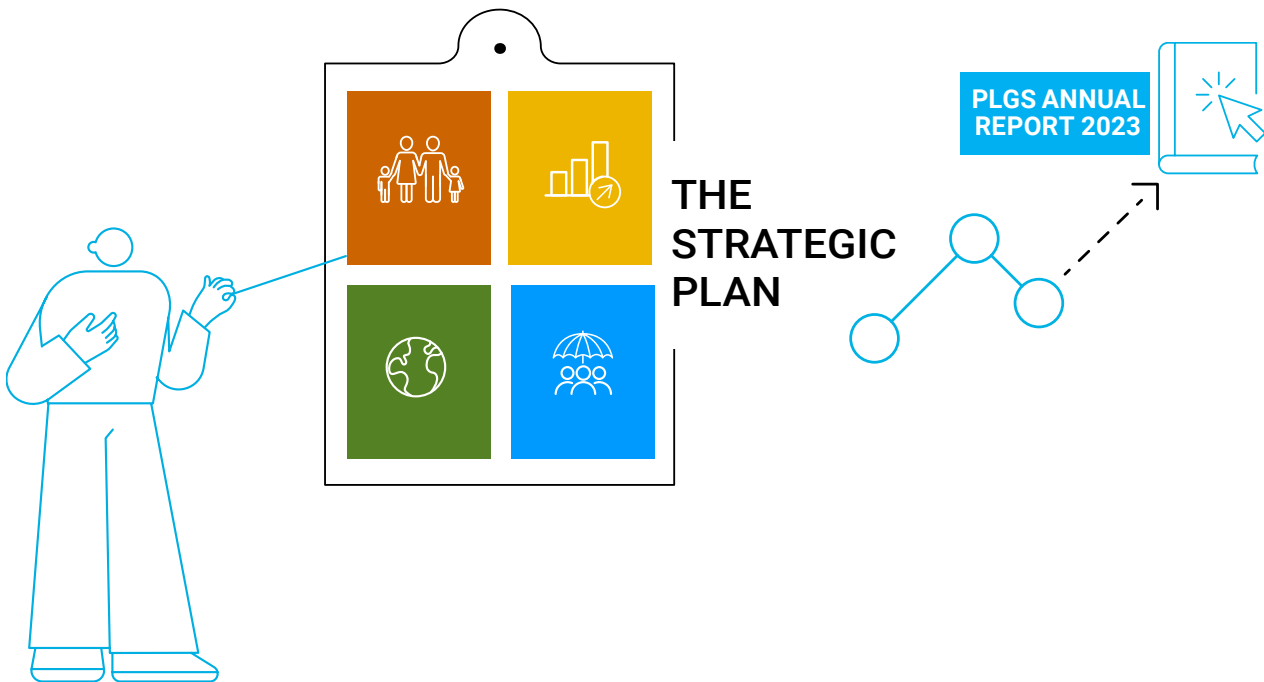 THE
STRATEGIC
PLAN
PLGS ANNUAL
REPORT 2023